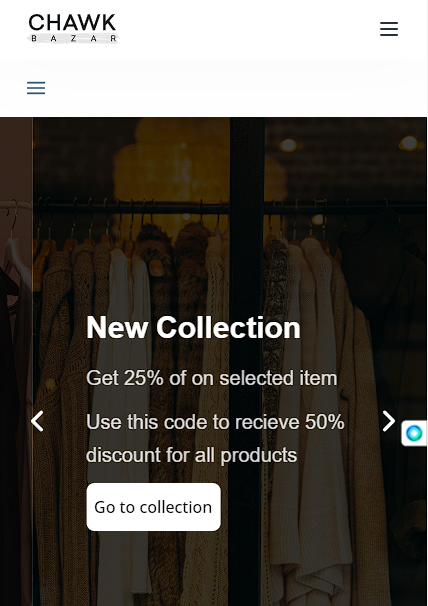 CHAWK
BAZAR
New Collection
Get 25% of on selected item
Use this code to recieve 50%
discount for all products
Go to collection